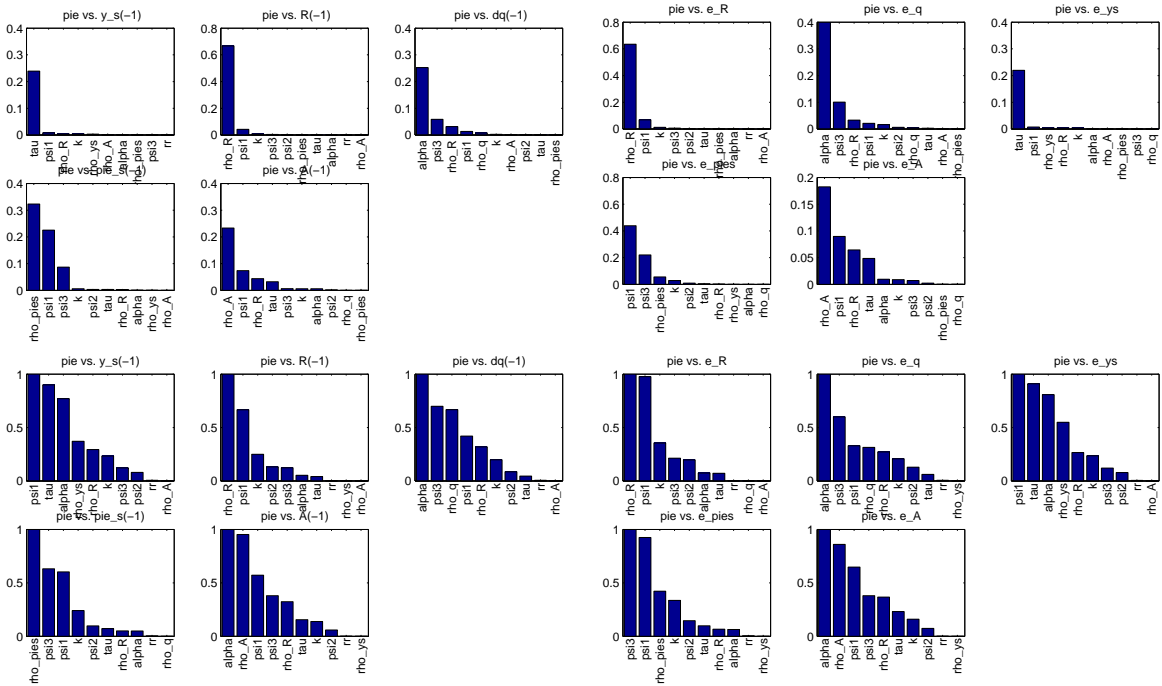 pie vs. y_s(−1)
0.4
0.3
0.2
0.1
0
tau
psi1
rho_R
k
rho_ys
rho_A
alpha
rho_pies
psi3
rr
pie vs. R(−1)
0.8
0.6
0.4
0.2
0
rho_R
psi1
k
psi3
psi2
rho_pies
tau
alpha
rr
rho_A
pie vs. dq(−1)
0.4
0.3
0.2
0.1
0
alpha
psi3
rho_R
psi1
rho_q
k
rho_A
psi2
tau
rho_pies
pie vs. e_R
0.8
0.6
0.4
0.2
0
rho_R
psi1
k
psi3
psi2
tau
rho_pies
alpha
rr
rho_A
pie vs. e_q
0.4
0.3
0.2
0.1
0
alpha
psi3
rho_R
psi1
k
psi2
rho_q
tau
rho_A
rho_pies
pie vs. e_ys
0.4
0.3
0.2
0.1
0
tau
psi1
rho_ys
rho_R
k
alpha
rho_A
rho_pies
psi3
rr
pie vs. pie_s(−1)
0.4
0.3
0.2
0.1
0
rho_pies
psi1
psi3
k
psi2
tau
rho_R
alpha
rho_ys
rho_A
pie vs. A(−1)
0.4
0.3
0.2
0.1
0
rho_A
psi1
rho_R
tau
psi3
k
alpha
psi2
rho_q
rho_pies
pie vs. e_pies
0.8
0.6
0.4
0.2
0
psi1
psi3
rho_pies
k
psi2
tau
rho_R
rho_ys
alpha
rho_q
pie vs. e_A
0.2
0.15
0.1
0.05
0
rho_A
psi1
rho_R
tau
alpha
k
psi3
psi2
rho_pies
rho_q
pie vs. y_s(−1)
1
0.5
0
psi1
tau
alpha
k
rho_ys
rho_R
rho_A
psi3
psi2
rr
rho_A
pie vs. R(−1)
1
0.5
0
rho_R
psi1
k
psi2
psi3
alpha
tau
rr
rho_ys
rho_A
pie vs. dq(−1)
1
0.5
0
alpha
psi3
rho_q
psi1
rho_R
k
psi2
tau
rr
rho_A
pie vs. e_R
1
0.5
0
rho_R
psi1
k
psi3
psi2
alpha
tau
rr
rho_q
rho_A
pie vs. e_q
1
0.5
0
alpha
psi3
psi1
rho_q
rho_R
k
psi2
tau
rr
rho_ys
pie vs. e_ys
1
0.5
0
psi1
tau
alpha
rho_ys
rho_R
k
psi3
psi2
rr
rho_A
pie vs. pie_s(−1)
1
0.5
0
rho_pies
psi3
psi1
k
psi2
tau
rho_R
alpha
rr
rho_q
pie vs. A(−1)
1
0.5
0
alpha
rho_A
psi1
psi3
rho_R
tau
k
psi2
rr
rho_ys
pie vs. e_pies
1
0.5
0
psi3
psi1
rho_pies
k
psi2
tau
rho_R
alpha
rr
rho_ys
pie vs. e_A
1
0.5
0
alpha
rho_A
psi1
psi3
rho_R
tau
k
psi2
rr
rho_ys